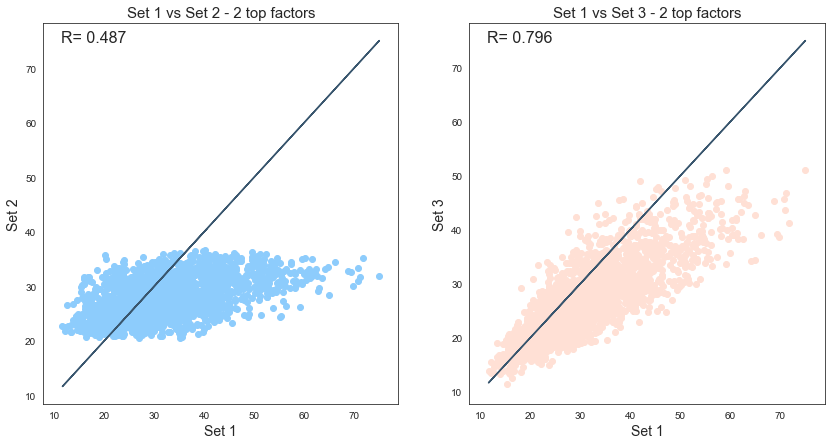 Set 1 vs Set 2 - 2 top factors
R= 0.487
70
60
50
40
30
20
10
Set 2
10 20 30 40 50 60 70
Set 1
Set 1 vs Set 3 - 2 top factors
R= 0.796
70
60
50
40
30
20
10
Set 3
10 20 30 40 50 60 70
Set 1